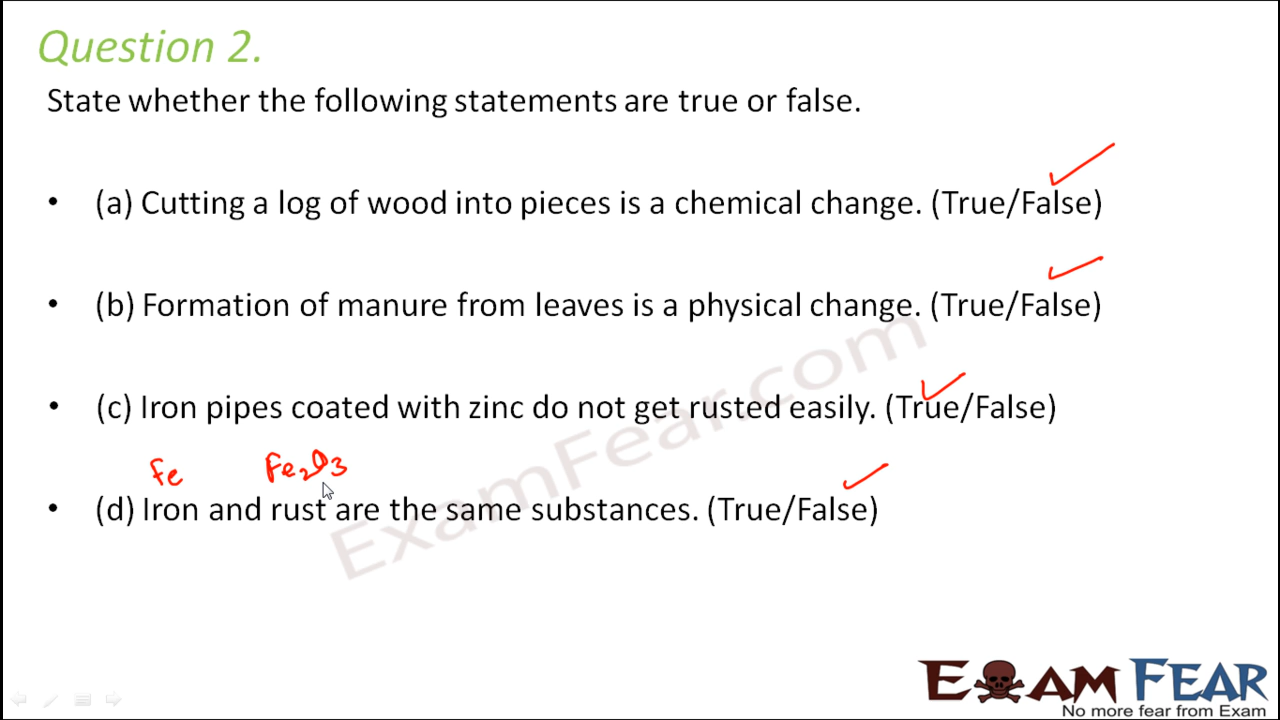 Question 2.
State whether the following statements are true or false.
• (a) Cutting a log of wood into pieces is a chemical change. (True/False)
• (b) Formation of manure from leaves is a physical change. (True/False)
• (c) Iron pipes coated with zinc do not get rusted easily. (True/False)
Fe Fe₂O₃
• (d) Iron and rust are the same substances. (True/False)
ExamFear.com
EXAM FEAR
No more fear from Exam